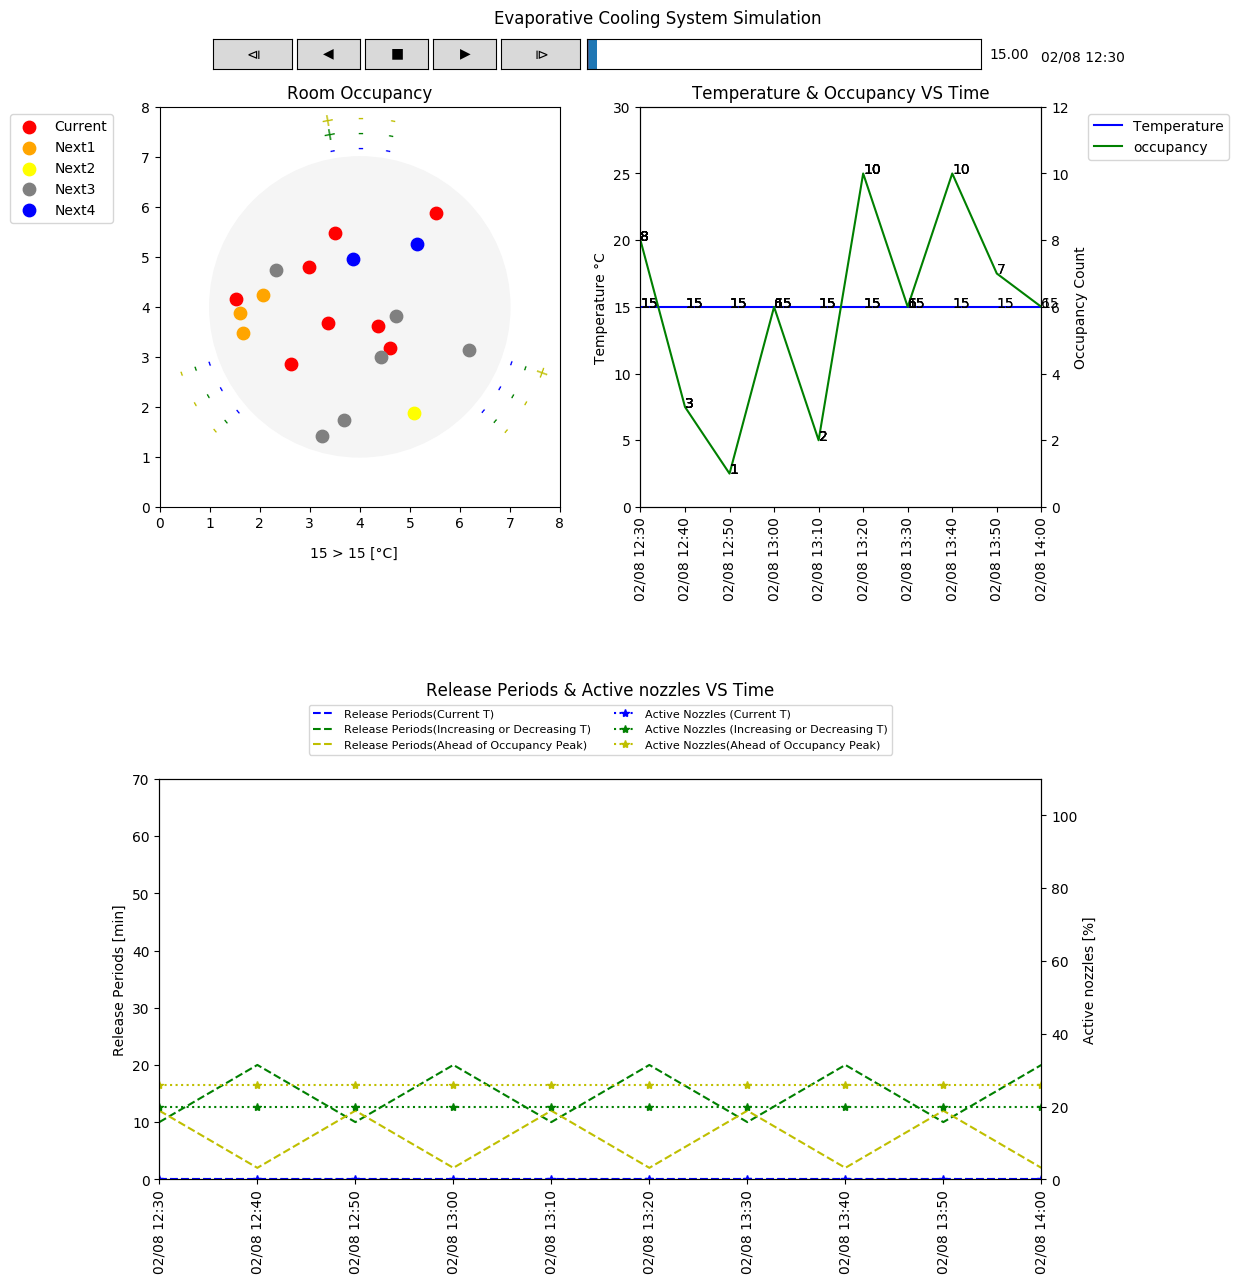 Evaporative Cooling System Simulation
15.00 02/08 12:30
Room Occupancy
Current
Next1
Next2
Next3
Next4
8
7
6
5
4
3
2
1
0
0 1 2 3 4 5 6 7 8
15 > 15 [°C]
Temperature & Occupancy VS Time
Temperature
occupancy
Temperature °C
30
25
20
15
10
5
0
8 3 1 6 2 10 6 10 7 6
15 15 15 15 15 15 15 15 15
12
10
8
6
4
2
0
Occupancy Count
02/08 12:30
02/08 12:40
02/08 12:50
02/08 13:00
02/08 13:10
02/08 13:20
02/08 13:30
02/08 13:40
02/08 13:50
02/08 14:00
Release Periods & Active nozzles VS Time
Release Periods(Current T)
Release Periods(Increasing or Decreasing T)
Release Periods(Ahead of Occupancy Peak)
Active Nozzles (Current T)
Active Nozzles (Increasing or Decreasing T)
Active Nozzles(Ahead of Occupancy Peak)
Release Periods [min]
70
60
50
40
30
20
10
0
100
80
60
40
20
0
Active nozzles [%]
02/08 12:30
02/08 12:40
02/08 12:50
02/08 13:00
02/08 13:10
02/08 13:20
02/08 13:30
02/08 13:40
02/08 13:50
02/08 14:00